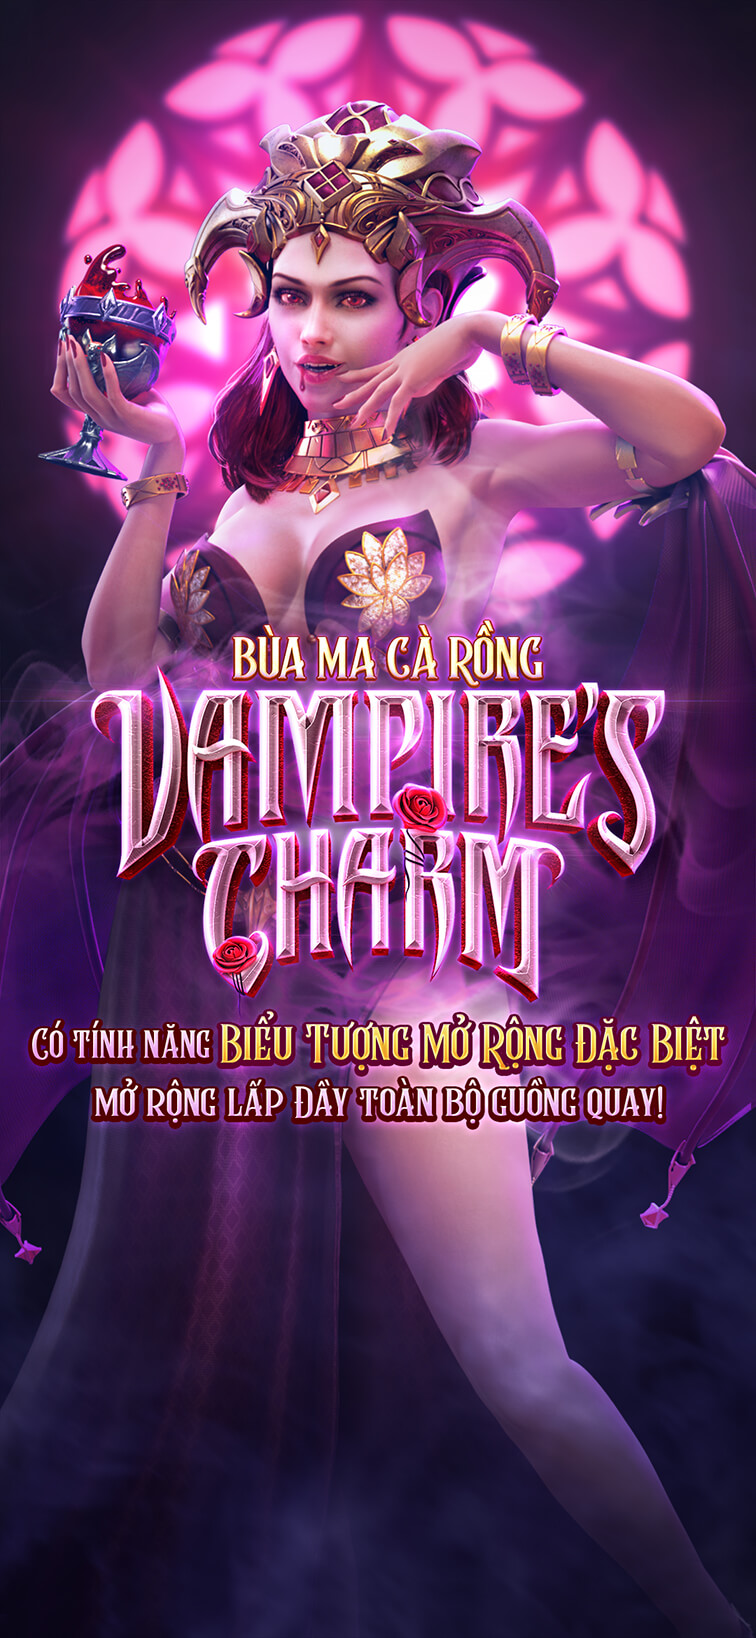 BÙA MA CÀ RỒNG
VAMPIRE'S
CHARM
CÓ TÍNH NĂNG BIỂU TƯỢNG MỞ RỘNG ĐẶC BIỆT
MỞ RỘNG LẤP ĐẦY TOÀN BỘ GUỒNG QUAY!